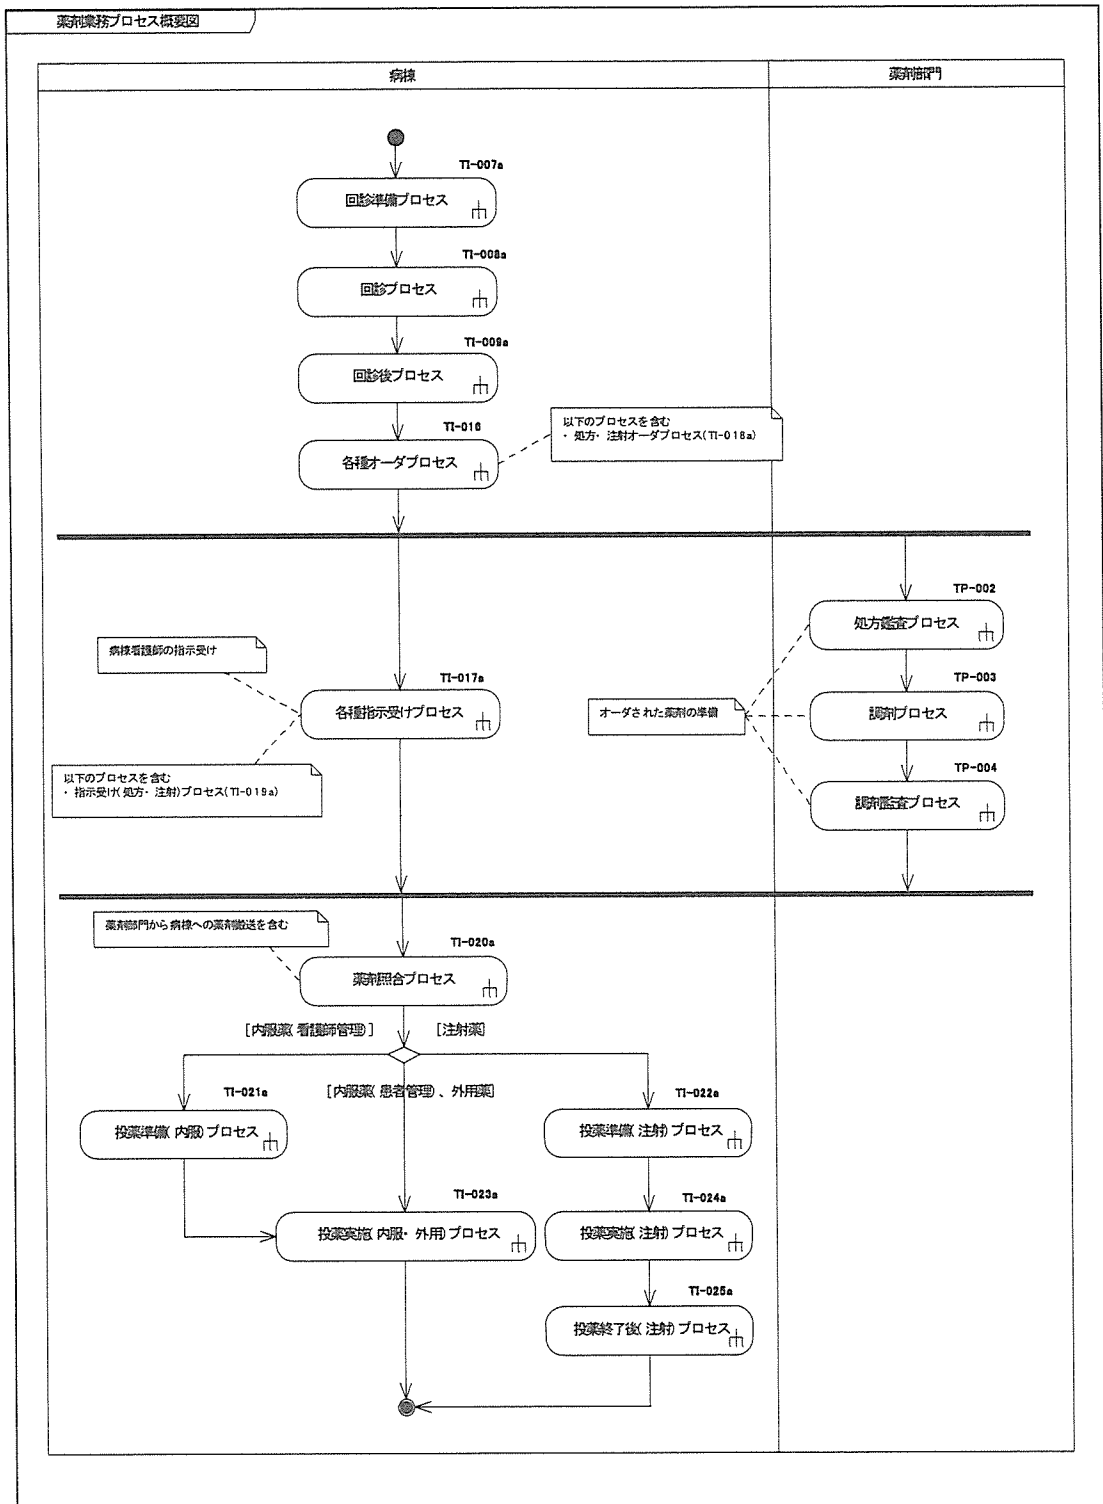 薬剤業務プロセス概要図
病棟
薬剤部門
TI-007a
回診準備プロセス
TI-008a
回診プロセス
TI-009a
回診後プロセス
TI-016
各種オーダプロセス
以下のプロセスを含む
・処方・注射オーダプロセス(TI-018a)
TP-002
処方鑑査プロセス
病棟看護師の指示受け
TI-017a
各種指示受けプロセス
オーダされた薬剤の準備
TP-003
調剤プロセス
以下のプロセスを含む
・指示受け(処方・注射)プロセス(TI-019a)
TP-004
調剤鑑査プロセス
薬剤部門から病棟への薬剤搬送を含む
TI-020a
薬剤照合プロセス
[内服薬(看護師管理)]
[注射薬]
[内服薬(患者管理)、外用薬]
TI-021a
投薬準備(内服)プロセス
TI-022a
投薬準備(注射)プロセス
TI-023a
投薬実施(内服・外用)プロセス
TI-024a
投薬実施(注射)プロセス
TI-025a
投薬終了後(注射)プロセス